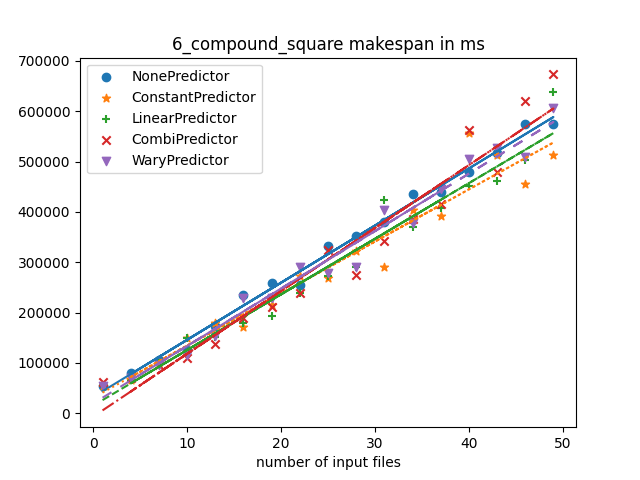 6_compound_square makespan in ms
700000
600000
500000
400000
300000
200000
100000
0
NonePredictor
ConstantPredictor
LinearPredictor
CombiPredictor
WaryPredictor
0 10 20 30 40 50
number of input files